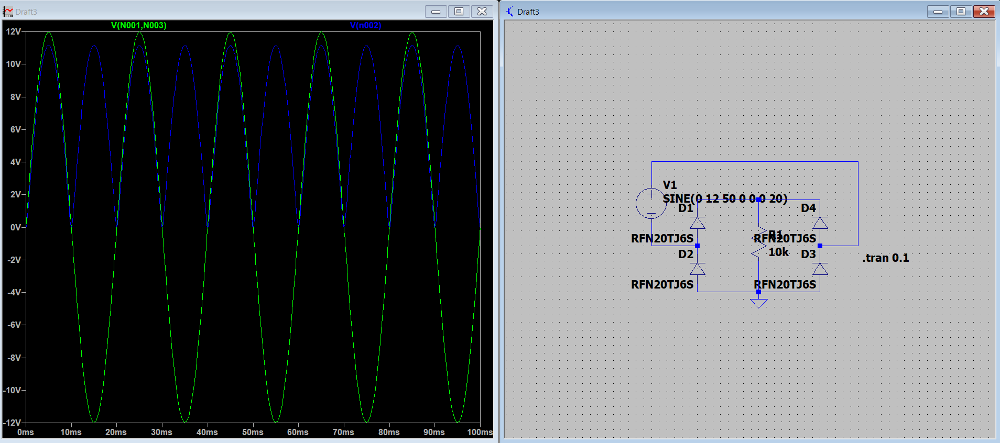 Draft3
V(N001,N003)
V(n002)
12V
10V
8V
6V
4V
2V
0V
-2V
-4V
-6V
-8V
-10V
-12V
0ms
10ms
20ms
30ms
40ms
50ms
60ms
70ms
80ms
90ms
100ms
Draft3
V1
SINE(0 12 50 0 0 0 20)
D1
D4
R1
RFN20TJ6S
RFN20TJ6S
D2
10k
D3
.tran 0.1
RFN20TJ6S
RFN20TJ6S